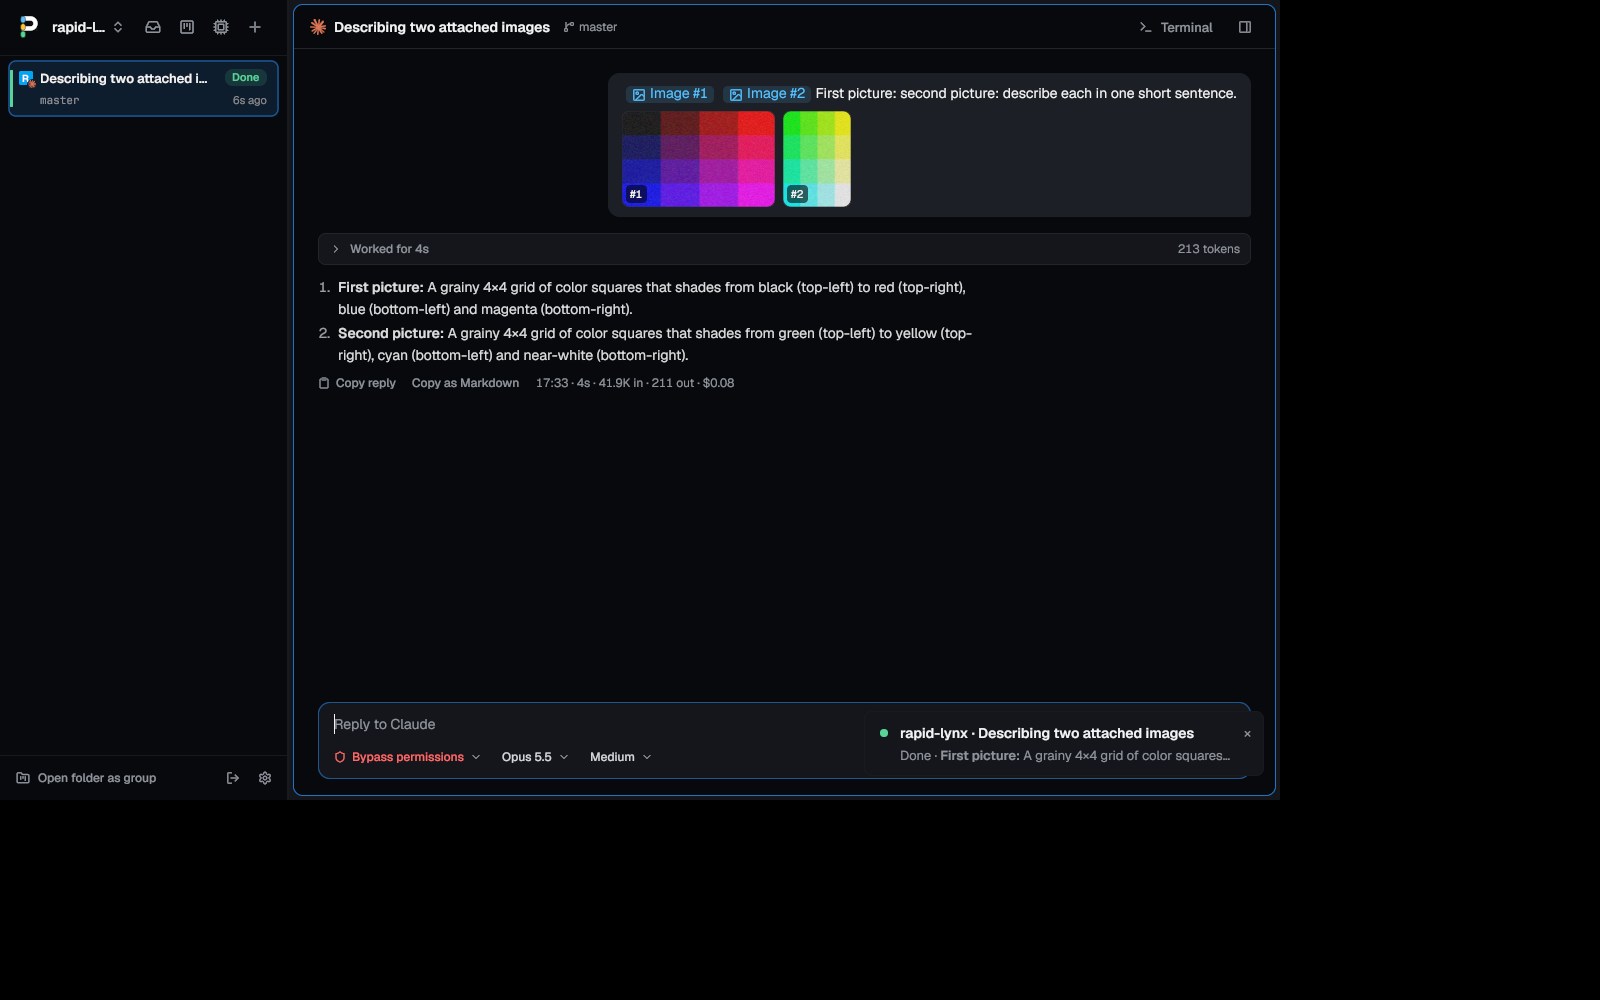 rapid-L...
Describing two attached i...
Done
master
6s ago
Open folder as group
Describing two attached images
master
Terminal
Image #1 Image #2 First picture: second picture: describe each in one short sentence.
#1
#2
Worked for 4s
213 tokens
1. First picture: A grainy 4×4 grid of color squares that shades from black (top-left) to red (top-right),
blue (bottom-left) and magenta (bottom-right).
2. Second picture: A grainy 4×4 grid of color squares that shades from green (top-left) to yellow (top-
right), cyan (bottom-left) and near-white (bottom-right).
Copy reply Copy as Markdown 17:33 · 4s · 41.9K in · 211 out · $0.08
Reply to Claude
Bypass permissions Opus 5.5 Medium
rapid-lynx · Describing two attached images
Done · First picture: A grainy 4×4 grid of color squares...